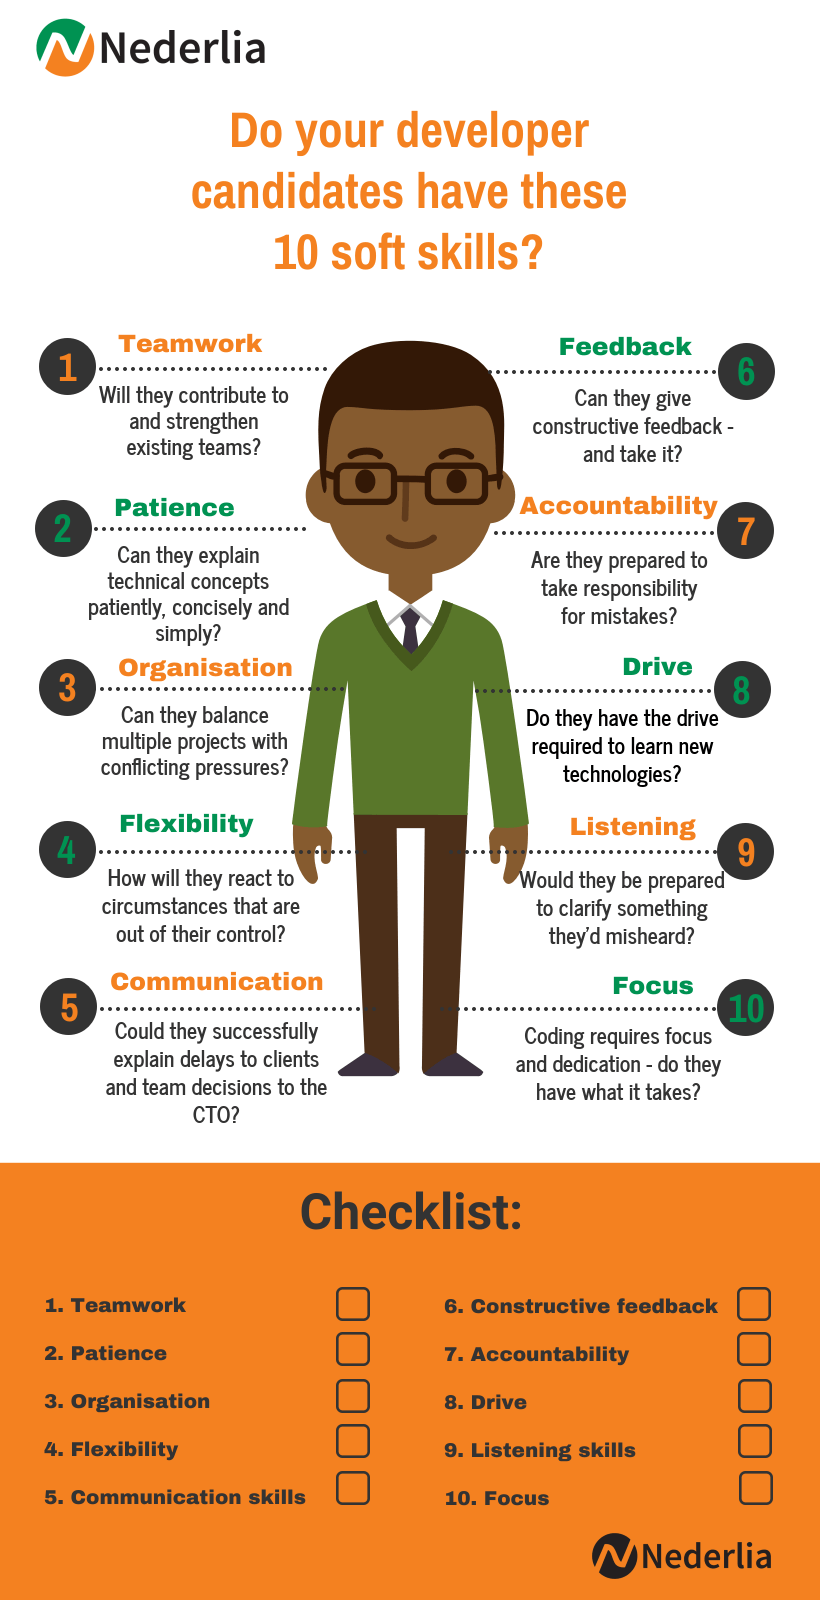 Nederlia
Do your developer
candidates have these
10 soft skills?
1
Teamwork
Will they contribute to
and strengthen
existing teams?
2
Patience
Can they explain
technical concepts
patiently, concisely and
simply?
3
Organisation
Can they balance
multiple projects with
conflicting pressures?
4
Flexibility
How will they react to
circumstances that are
out of their control?
5
Communication
Could they successfully
explain delays to clients
and team decisions to the
CTO?
Feedback
6
Can they give
constructive feedback -
and take it?
Accountability
7
Are they prepared to
take responsibility
for mistakes?
Drive
8
Do they have the drive
required to learn new
technologies?
Listening
9
Would they be prepared
to clarify something
they'd misheard?
Focus
10
Coding requires focus
and dedication - do they
have what it takes?
Checklist:
1. Teamwork
2. Patience
3. Organisation
4. Flexibility
5. Communication skills
6. Constructive feedback
7. Accountability
8. Drive
9. Listening skills
10. Focus
Nederlia